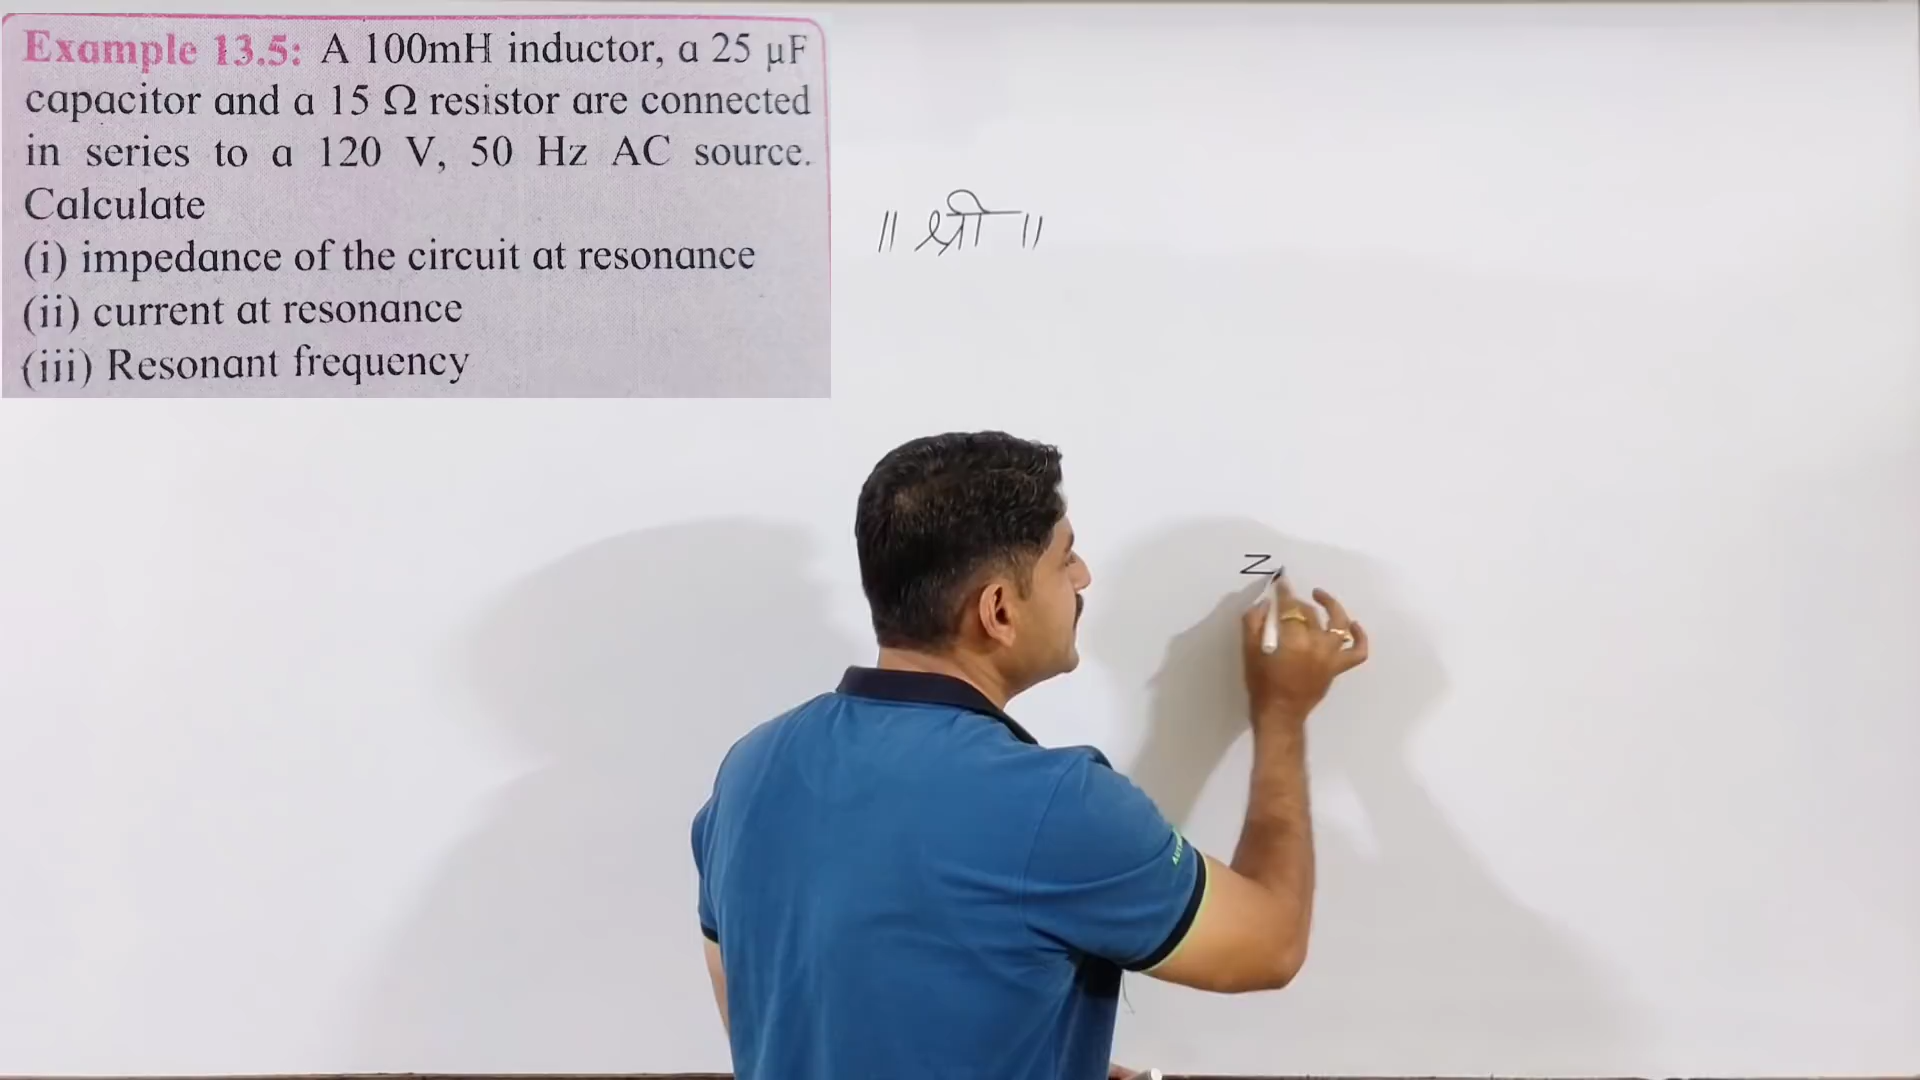 Example 13.5: A 100mH inductor, a 25 μF
capacitor and a 15 Ω resistor are connected
in series to a 120 V, 50 Hz AC source.
Calculate
(i) impedance of the circuit at resonance
(ii) current at resonance
(iii) Resonant frequency
॥ श्री ॥
Z